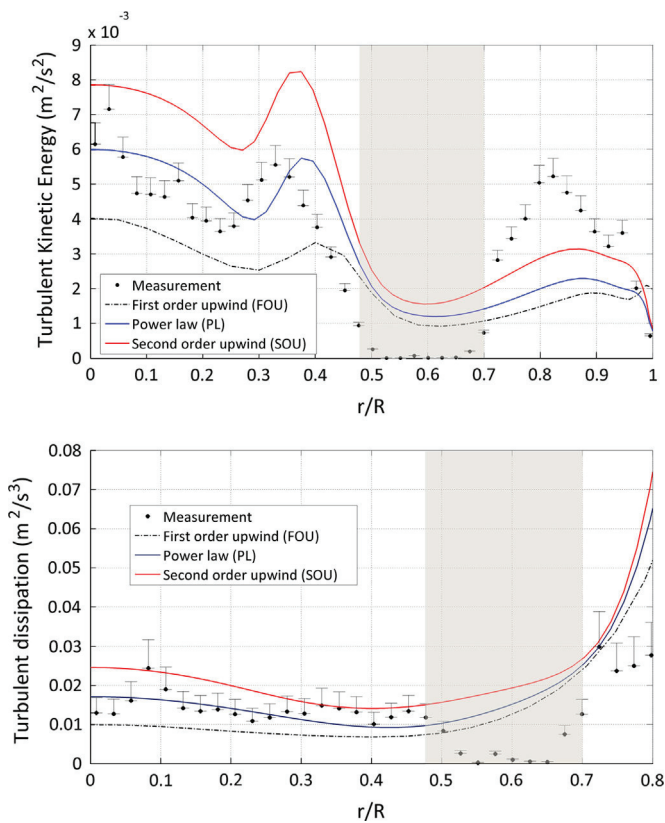 × 10⁻³
9
8
7
6
5
4
3
2
1
0
Turbulent Kinetic Energy (m²/s²)
Measurement
First order upwind (FOU)
Power law (PL)
Second order upwind (SOU)
0 0.1 0.2 0.3 0.4 0.5 0.6 0.7 0.8 0.9 1
r/R
0.08
0.07
0.06
0.05
0.04
0.03
0.02
0.01
0
Turbulent dissipation (m²/s³)
Measurement
First order upwind (FOU)
Power law (PL)
Second order upwind (SOU)
0 0.1 0.2 0.3 0.4 0.5 0.6 0.7 0.8
r/R